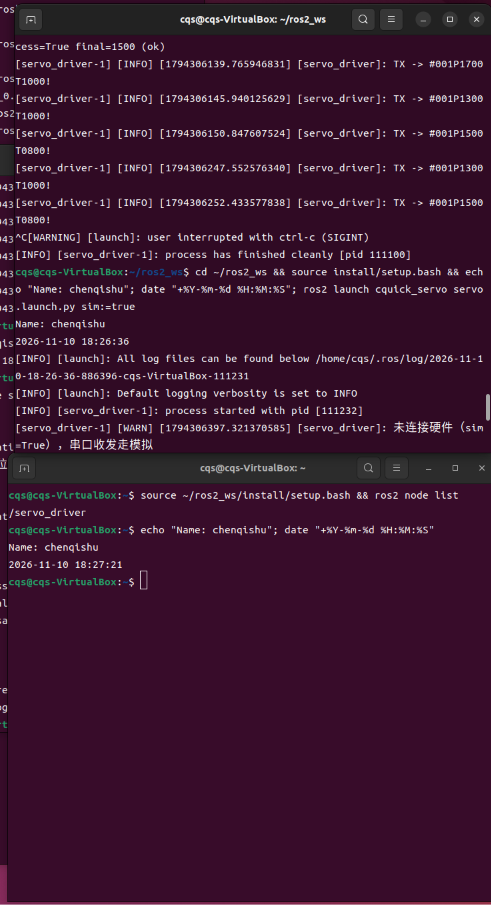 cqs@cqs-VirtualBox: ~/ros2_ws
cess=True final=1500 (ok)
[servo_driver-1] [INFO] [1794306139.765946831] [servo_driver]: TX -> #001P1700
T1000!
[servo_driver-1] [INFO] [1794306145.940125629] [servo_driver]: TX -> #001P1300
T1000!
[servo_driver-1] [INFO] [1794306150.847607524] [servo_driver]: TX -> #001P1500
T0800!
[servo_driver-1] [INFO] [1794306247.552576340] [servo_driver]: TX -> #001P1300
T1000!
[servo_driver-1] [INFO] [1794306252.433577838] [servo_driver]: TX -> #001P1500
T0800!
^C[WARNING] [launch]: user interrupted with ctrl-c (SIGINT)
[INFO] [servo_driver-1]: process has finished cleanly [pid 111100]
cqs@cqs-VirtualBox:~/ros2_ws$ cd ~/ros2_ws && source install/setup.bash && ech
o "Name: chenqishu"; date "+%Y-%m-%d %H:%M:%S"; ros2 launch cquick_servo servo
.launch.py sim:=true
Name: chenqishu
2026-11-10 18:26:36
[INFO] [launch]: All log files can be found below /home/cqs/.ros/log/2026-11-1
0-18-26-36-886396-cqs-VirtualBox-111231
[INFO] [launch]: Default logging verbosity is set to INFO
[INFO] [servo_driver-1]: process started with pid [111232]
[servo_driver-1] [WARN] [1794306397.321370585] [servo_driver]: 未连接硬件（sim
=True），串口收发走模拟
cqs@cqs-VirtualBox: ~
cqs@cqs-VirtualBox:~$ source ~/ros2_ws/install/setup.bash && ros2 node list
/servo_driver
cqs@cqs-VirtualBox:~$ echo "Name: chenqishu"; date "+%Y-%m-%d %H:%M:%S"
Name: chenqishu
2026-11-10 18:27:21
cqs@cqs-VirtualBox:~$